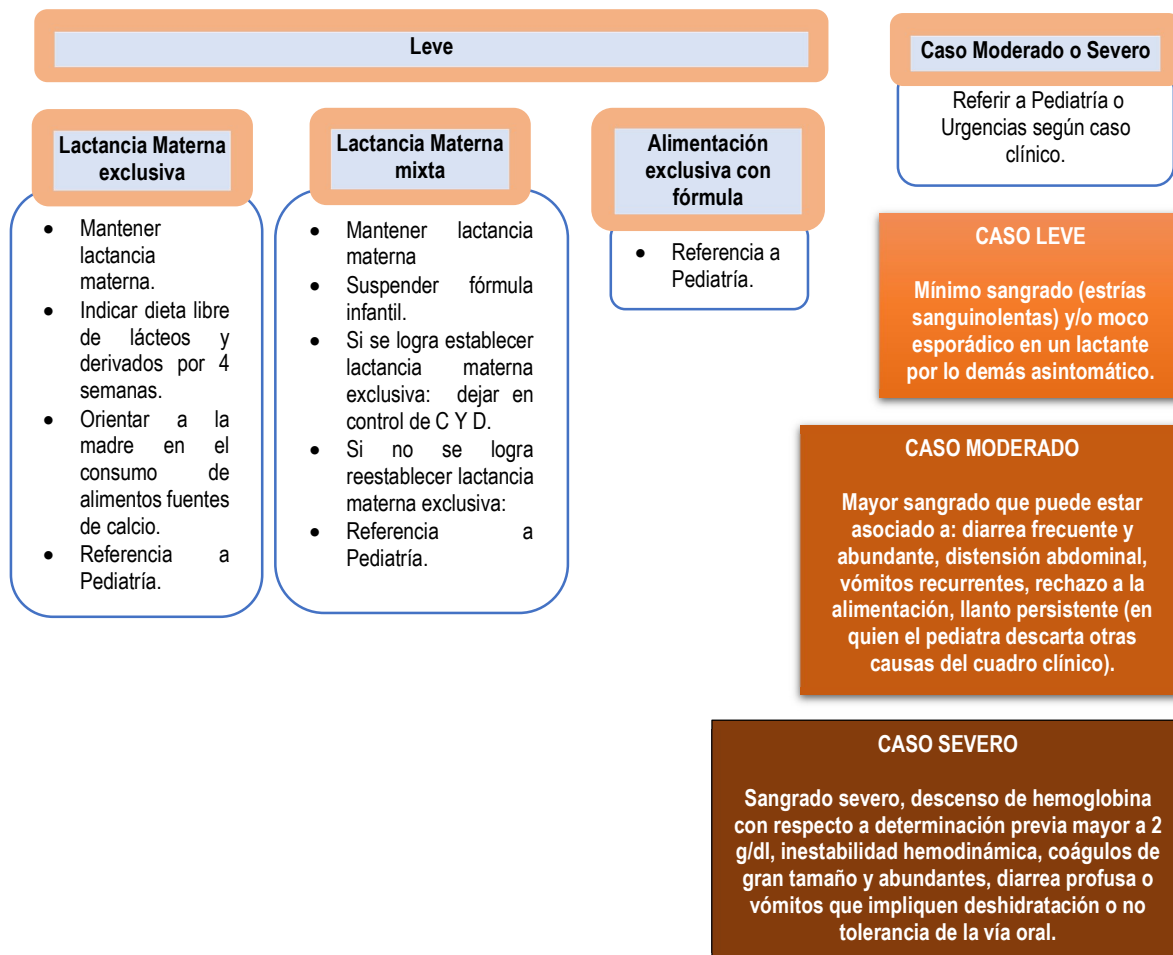 Leve
Lactancia Materna
exclusiva
• Mantener
lactancia
materna.
• Indicar dieta libre
de lácteos y
derivados por 4
semanas.
• Orientar a la
madre en el
consumo de
alimentos fuentes
de calcio.
• Referencia a
Pediatría.
Lactancia Materna
mixta
• Mantener lactancia
materna
• Suspender fórmula
infantil.
• Si se logra establecer
lactancia materna
exclusiva: dejar en
control de C Y D.
• Si no se logra
reestablecer lactancia
materna exclusiva:
• Referencia a
Pediatría.
Alimentación
exclusiva con
fórmula
• Referencia a
Pediatría.
Caso Moderado o Severo
Referir a Pediatría o
Urgencias según caso
clínico.
CASO LEVE
Mínimo sangrado (estrías
sanguinolentas) y/o moco
esporádico en un lactante
por lo demás asintomático.
CASO MODERADO
Mayor sangrado que puede estar
asociado a: diarrea frecuente y
abundante, distensión abdominal,
vómitos recurrentes, rechazo a la
alimentación, llanto persistente (en
quien el pediatra descarta otras
causas del cuadro clínico).
CASO SEVERO
Sangrado severo, descenso de hemoglobina
con respecto a determinación previa mayor a 2
g/dl, inestabilidad hemodinámica, coágulos de
gran tamaño y abundantes, diarrea profusa o
vómitos que impliquen deshidratación o no
tolerancia de la vía oral.